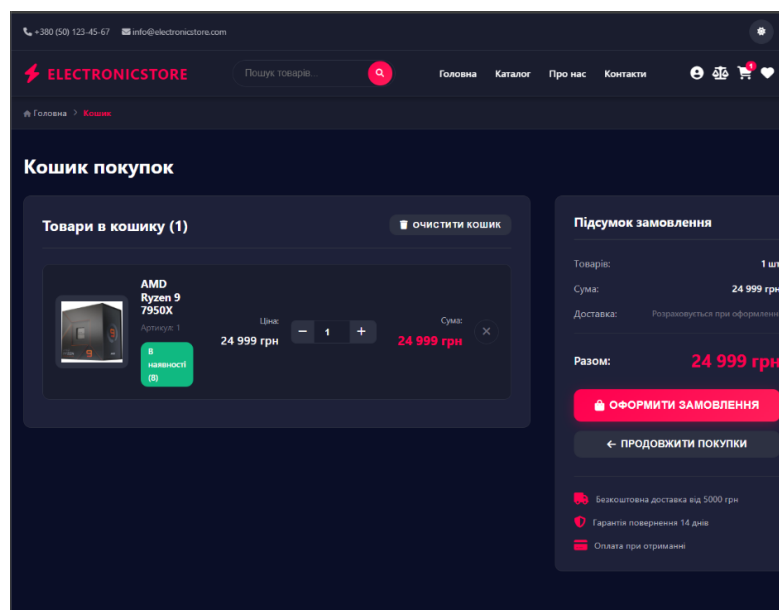 +380 (50) 123-45-67 info@electronicstore.com
ELECTRONICSTORE Пошук товарів... Головна Каталог Про нас Контакти 1
Головна > Кошик
Кошик покупок
Товари в кошику (1) ОЧИСТИТИ КОШИК
AMD
Ryzen 9
7950X
Артикул: 1
В
наявності
(8)
Ціна:
24 999 грн
− 1 +
Сума:
24 999 грн
Підсумок замовлення
Товарів: 1 шт
Сума: 24 999 грн
Доставка: Розраховується при оформленн
Разом: 24 999 грн
ОФОРМИТИ ЗАМОВЛЕННЯ
← ПРОДОВЖИТИ ПОКУПКИ
Безкоштовна доставка від 5000 грн
Гарантія повернення 14 днів
Оплата при отриманні